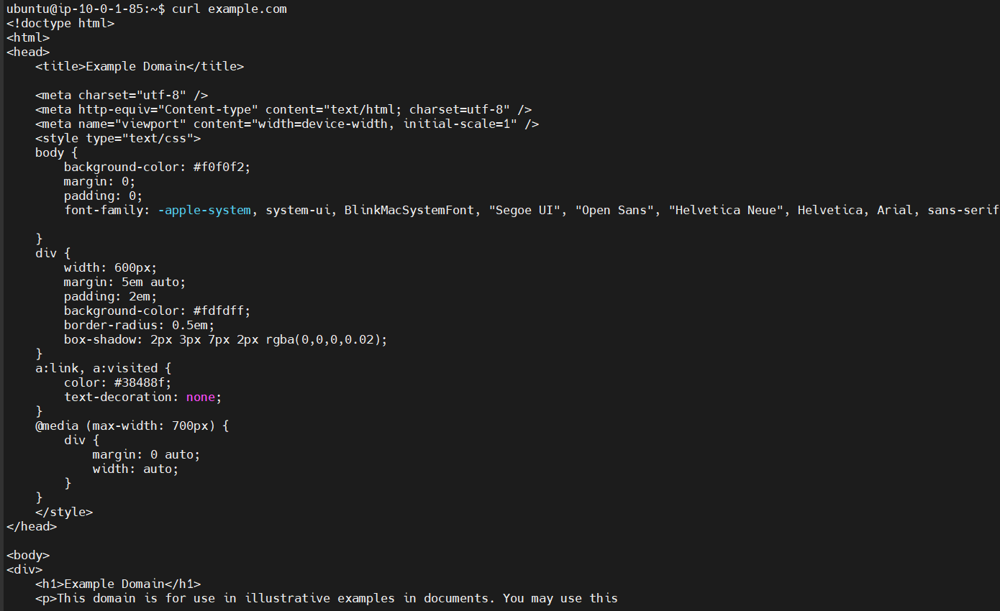 ubuntu@ip-10-0-1-85:~$ curl example.com
<!doctype html>
<html>
<head>
    <title>Example Domain</title>

    <meta charset="utf-8" />
    <meta http-equiv="Content-type" content="text/html; charset=utf-8" />
    <meta name="viewport" content="width=device-width, initial-scale=1" />
    <style type="text/css">
    body {
        background-color: #f0f0f2;
        margin: 0;
        padding: 0;
        font-family: -apple-system, system-ui, BlinkMacSystemFont, "Segoe UI", "Open Sans", "Helvetica Neue", Helvetica, Arial, sans-serif

    }
    div {
        width: 600px;
        margin: 5em auto;
        padding: 2em;
        background-color: #fdfdff;
        border-radius: 0.5em;
        box-shadow: 2px 3px 7px 2px rgba(0,0,0,0.02);
    }
    a:link, a:visited {
        color: #38488f;
        text-decoration: none;
    }
    @media (max-width: 700px) {
        div {
            margin: 0 auto;
            width: auto;
        }
    }
    </style>
</head>

<body>
<div>
    <h1>Example Domain</h1>
    <p>This domain is for use in illustrative examples in documents. You may use this